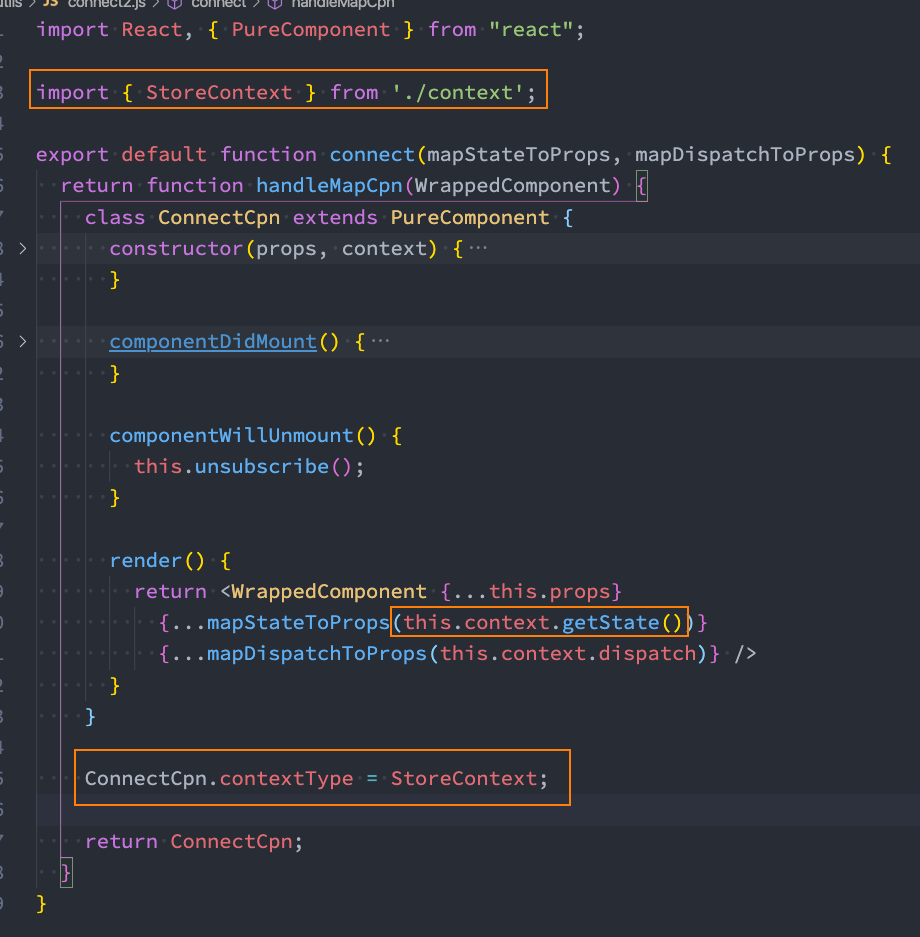 utils > JS connect2.js > connect > handleMapCpn
import React, { PureComponent } from "react";
import { StoreContext } from './context';
export default function connect(mapStateToProps, mapDispatchToProps) {
return function handleMapCpn(WrappedComponent) {
class ConnectCpn extends PureComponent {
constructor(props, context) { ···
}
componentDidMount() { ···
}
componentWillUnmount() {
this.unsubscribe();
}
render() {
return <WrappedComponent {...this.props}
{...mapStateToProps(this.context.getState())}
{...mapDispatchToProps(this.context.dispatch)} />
}
}
ConnectCpn.contextType = StoreContext;
return ConnectCpn;
}
}